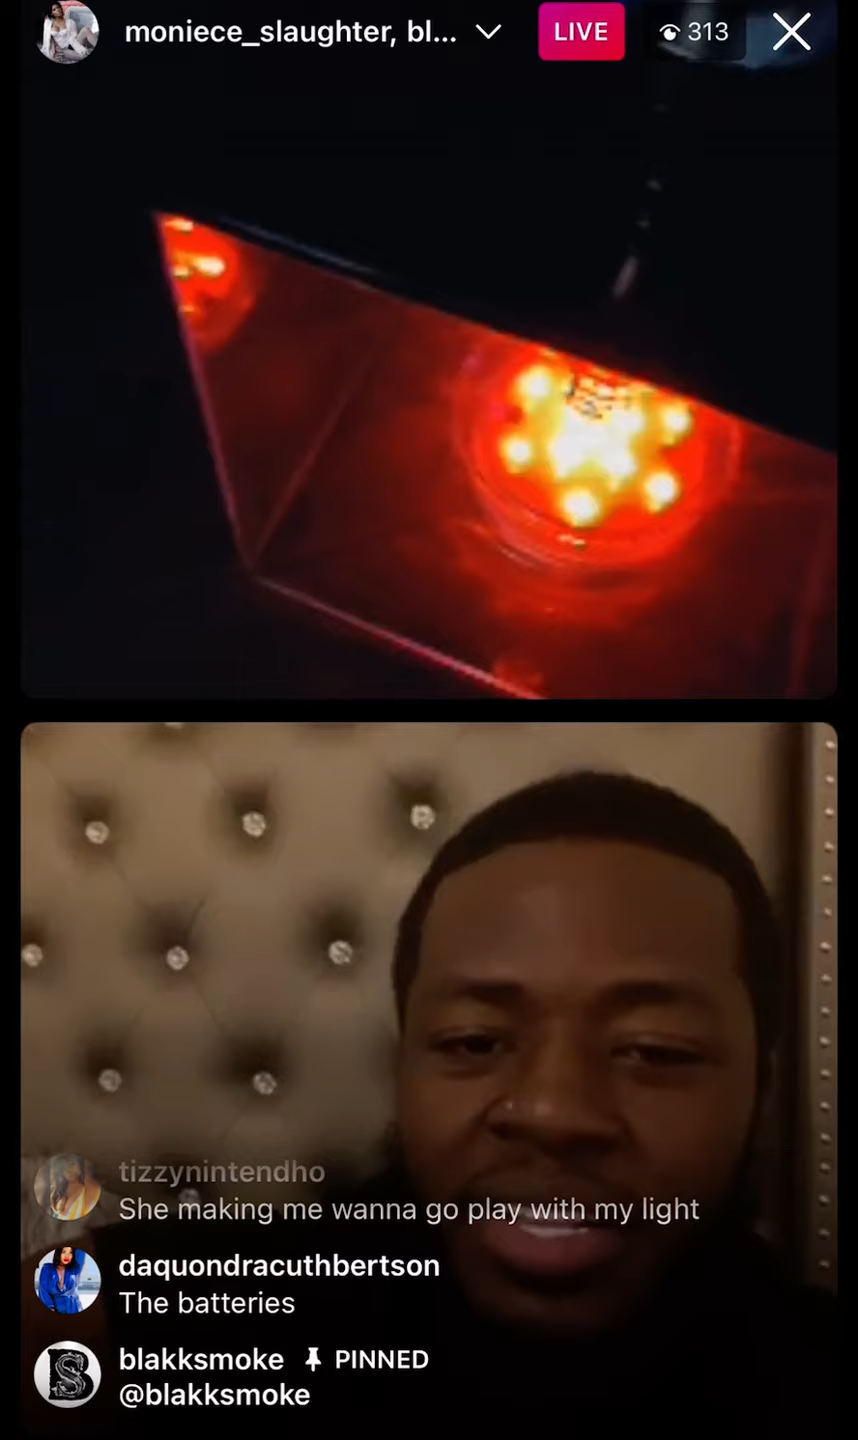 moniece_slaughter, bl...
LIVE
313
tizzynintendho
She making me wanna go play with my light
daquondracuthbertson
The batteries
blakksmoke PINNED
@blakksmoke